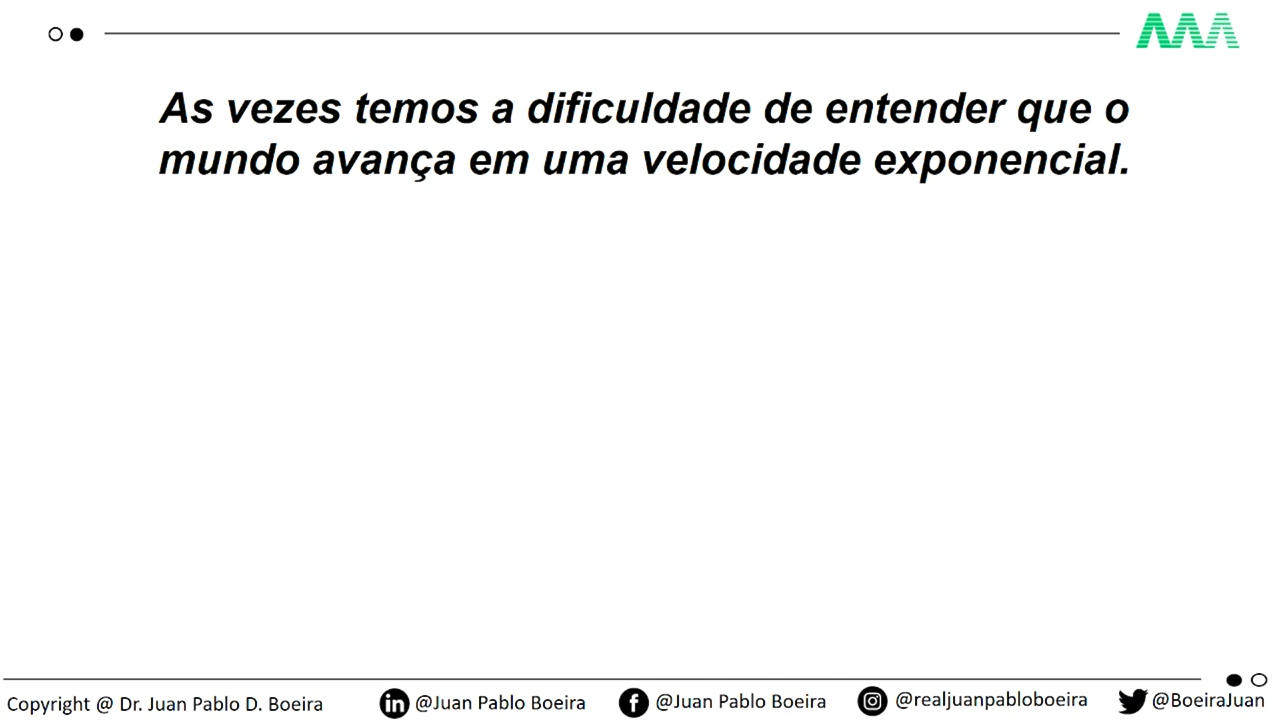 As vezes temos a dificuldade de entender que o
mundo avança em uma velocidade exponencial.
Copyright @ Dr. Juan Pablo D. Boeira
@Juan Pablo Boeira
@Juan Pablo Boeira
@realjuanpabloboeira
@BoeiraJuan